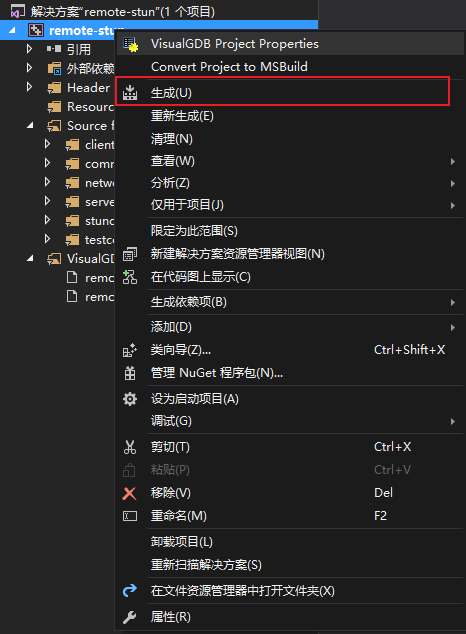 解决方案"remote-stun"(1 个项目)
remote-stun
引用
外部依赖
Header
Resourc
Source f
client
comm
netwo
serve
stunc
testco
VisualGD
remo
remo
VisualGDB Project Properties
Convert Project to MSBuild
生成(U)
重新生成(E)
清理(N)
查看(W)
分析(Z)
仅用于项目(J)
限定为此范围(S)
新建解决方案资源管理器视图(N)
在代码图上显示(C)
生成依赖项(B)
添加(D)
类向导(Z)... Ctrl+Shift+X
管理 NuGet 程序包(N)...
设为启动项目(A)
调试(G)
剪切(T) Ctrl+X
粘贴(P) Ctrl+V
移除(V) Del
重命名(M) F2
卸载项目(L)
重新扫描解决方案(S)
在文件资源管理器中打开文件夹(X)
属性(R)